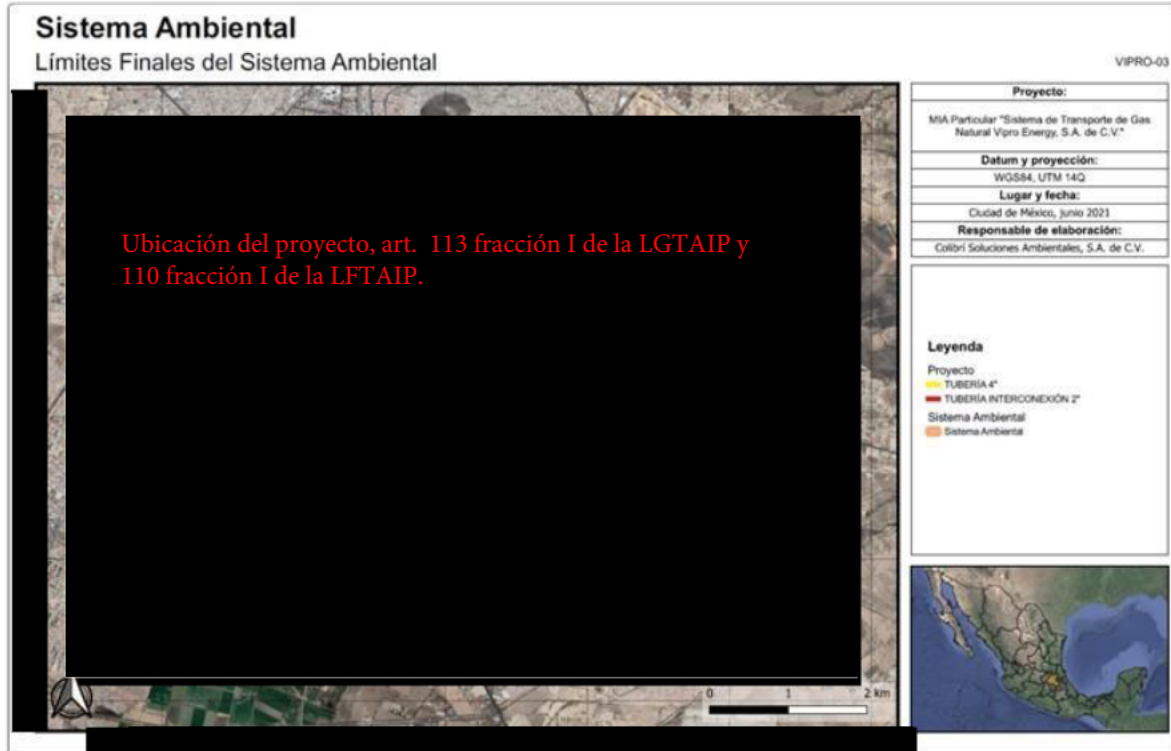 Sistema Ambiental
Límites Finales del Sistema Ambiental
VIPRO-03
Ubicación del proyecto, art. 113 fracción I de la LGTAIP y
110 fracción I de la LFTAIP.
0 1 2 km
Proyecto:
MIA Particular "Sistema de Transporte de Gas
Natural Vipro Energy, S.A. de C.V."
Datum y proyección:
WGS84, UTM 14Q
Lugar y fecha:
Ciudad de México, junio 2021
Responsable de elaboración:
Colibrí Soluciones Ambientales, S.A. de C.V.
Leyenda
Proyecto
TUBERÍA 4"
TUBERÍA INTERCONEXIÓN 2"
Sistema Ambiental
Sistema Ambiental